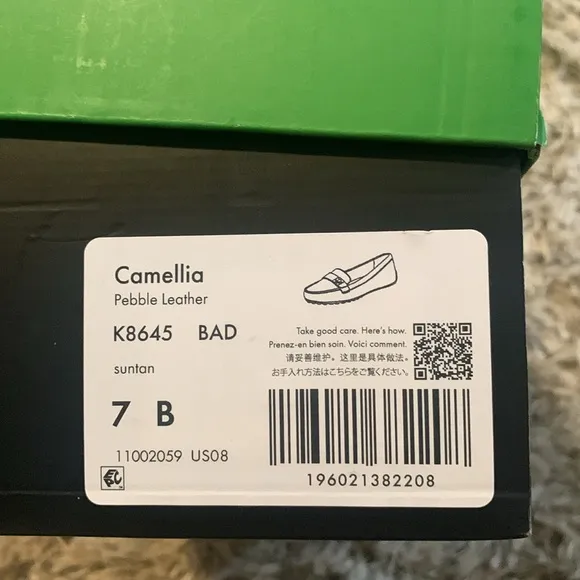 Camellia
Pebble Leather
K8645 BAD
suntan
7 B
11002059 US08
Take good care. Here's how.
Prenez-en bien soin. Voici comment.
请妥善维护。这里是具体做法。
お手入れ方法はこちらをご覧ください。
196021382208